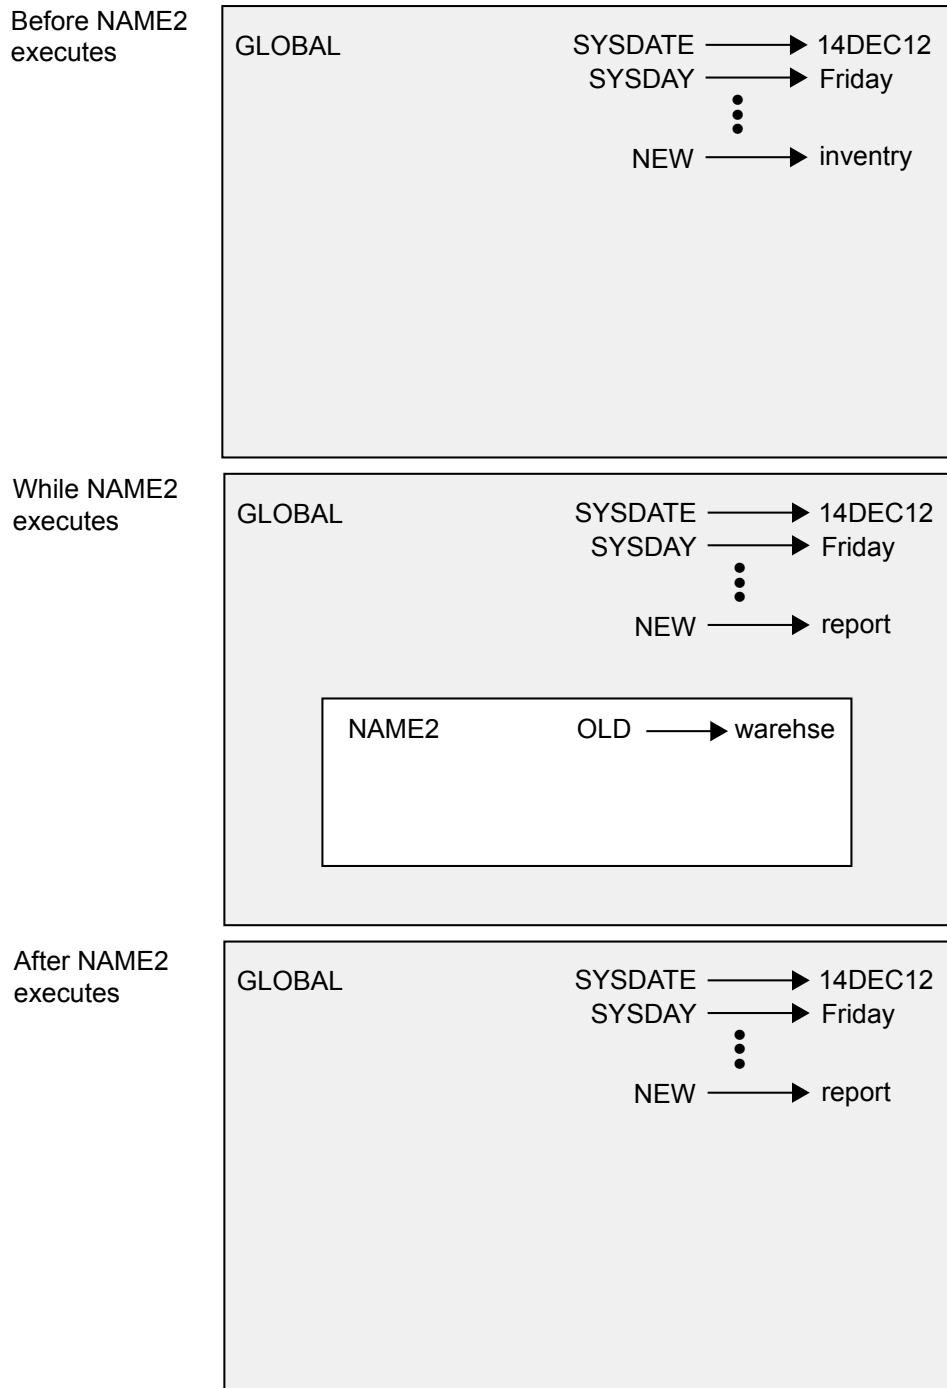 Before NAME2
executes
GLOBAL
SYSDATE 14DEC12
SYSDAY Friday
NEW inventry
While NAME2
executes
GLOBAL
SYSDATE 14DEC12
SYSDAY Friday
NEW report
NAME2 OLD warehse
After NAME2
executes
GLOBAL
SYSDATE 14DEC12
SYSDAY Friday
NEW report